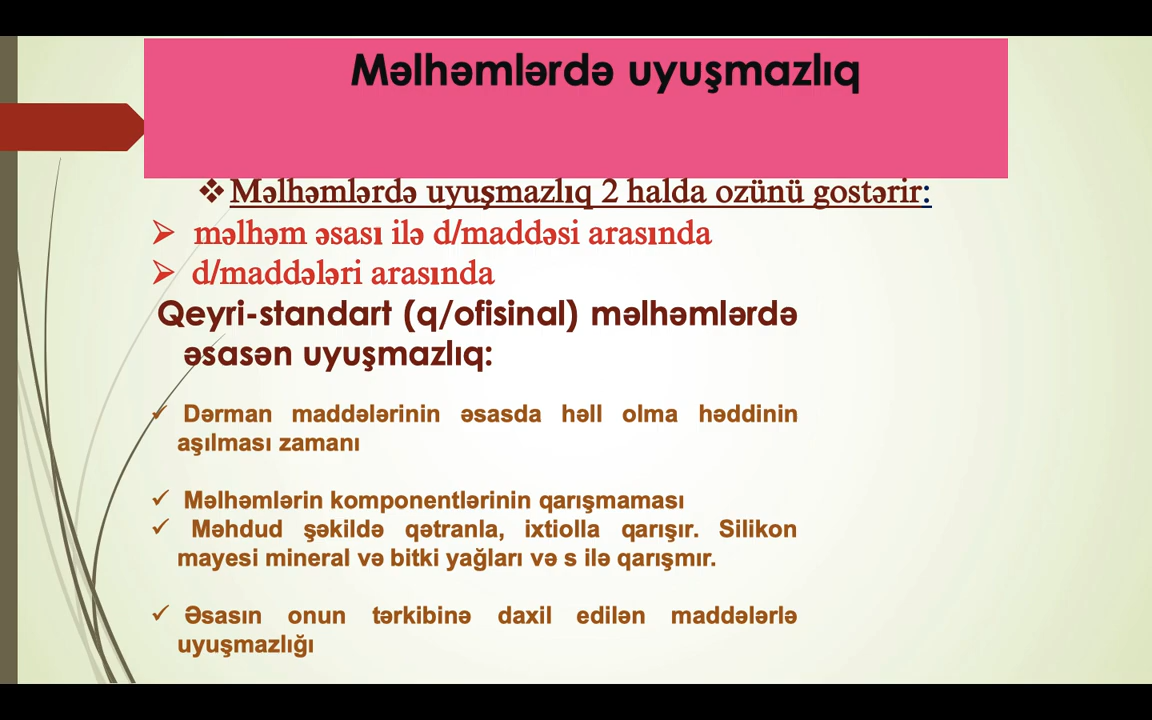 Məlhəmlərdə uyuşmazlıq
❖Məlhəmlərdə uyuşmazlıq 2 halda ozünü gostərir:
➢ məlhəm əsası ilə d/maddəsi arasında
➢ d/maddələri arasında
Qeyri-standart (q/ofisinal) məlhəmlərdə
əsasən uyuşmazlıq:
✓ Dərman maddələrinin əsasda həll olma həddinin
aşılması zamanı
✓ Məlhəmlərin komponentlərinin qarışmaması
✓ Məhdud şəkildə qətranla, ixtiolla qarışır. Silikon
mayesi mineral və bitki yağları və s ilə qarışmır.
✓ Əsasın onun tərkibinə daxil edilən maddələrlə
uyuşmazlığı